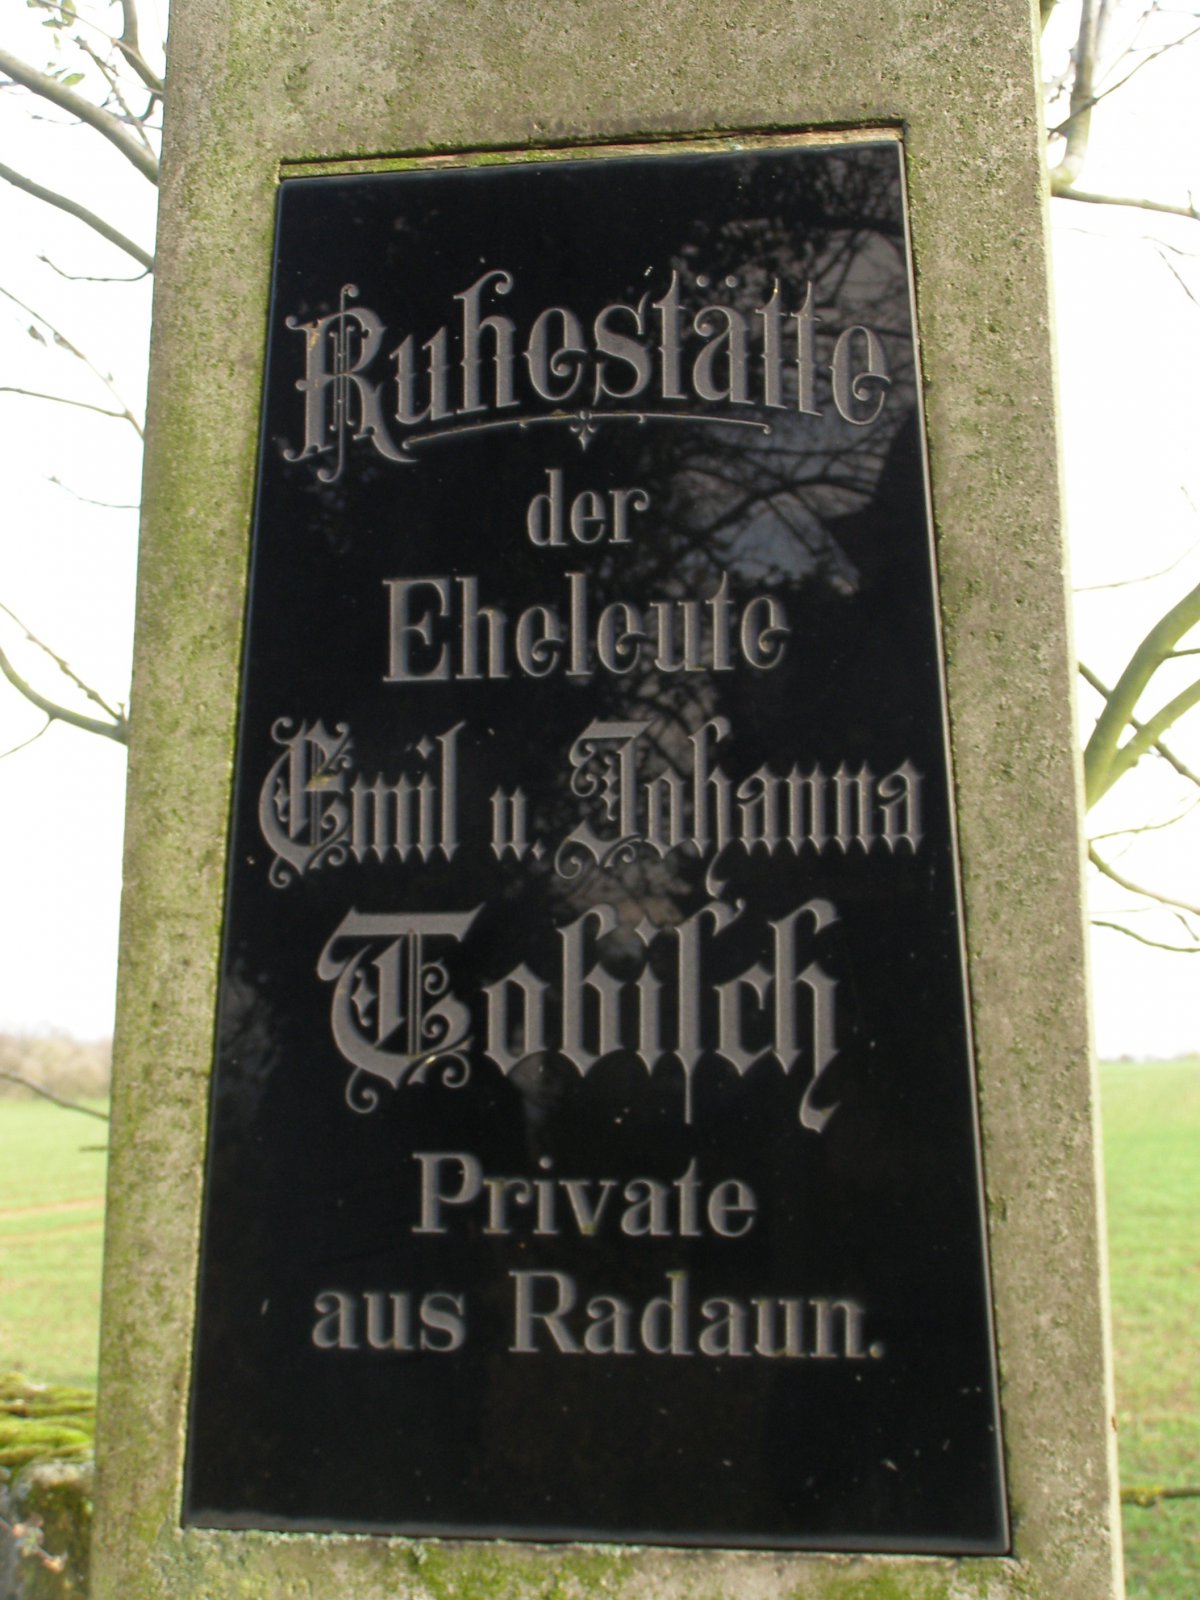 Ruhestätte
der
Eheleute
Emil u. Johanna
Tobiſch
Private
aus Radaun.